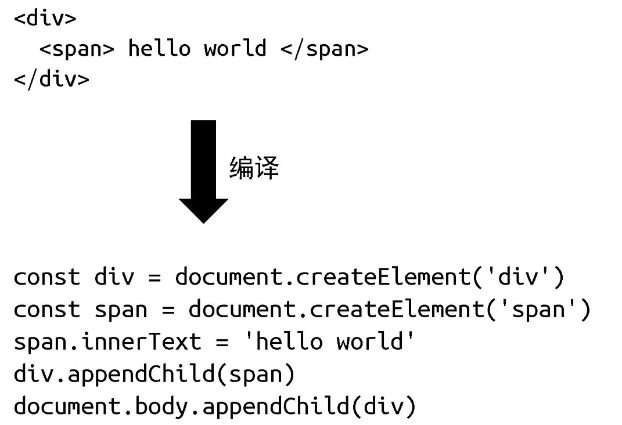 <div>
  <span> hello world </span>
</div>
编译
const div = document.createElement('div')
const span = document.createElement('span')
span.innerText = 'hello world'
div.appendChild(span)
document.body.appendChild(div)